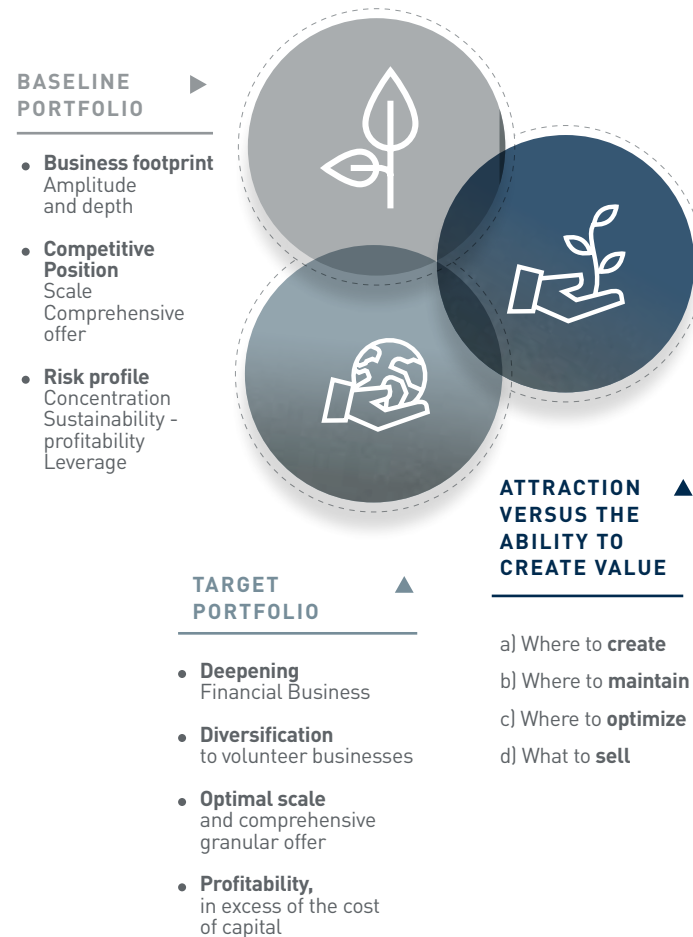 BASELINE
PORTFOLIO
Business footprint
Amplitude
and depth
Competitive
Position
Scale
Comprehensive
offer
Risk profile
Concentration
Sustainability -
profitability
Leverage
TARGET
PORTFOLIO
Deepening
Financial Business
Diversification
to volunteer businesses
Optimal scale
and comprehensive
granular offer
Profitability,
in excess of the cost
of capital
ATTRACTION
VERSUS THE
ABILITY TO
CREATE VALUE
a) Where to create
b) Where to maintain
c) Where to optimize
d) What to sell